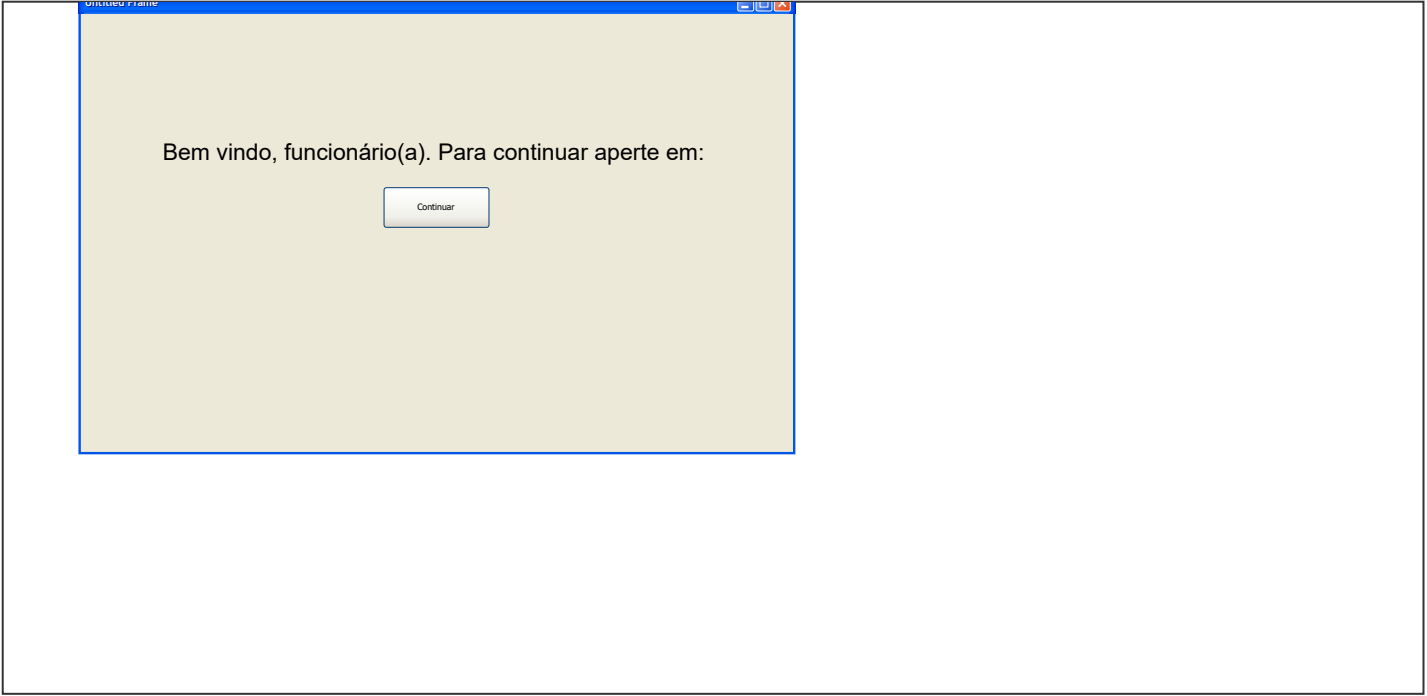 Untitled Frame
Bem vindo, funcionário(a). Para continuar aperte em:
Continuar